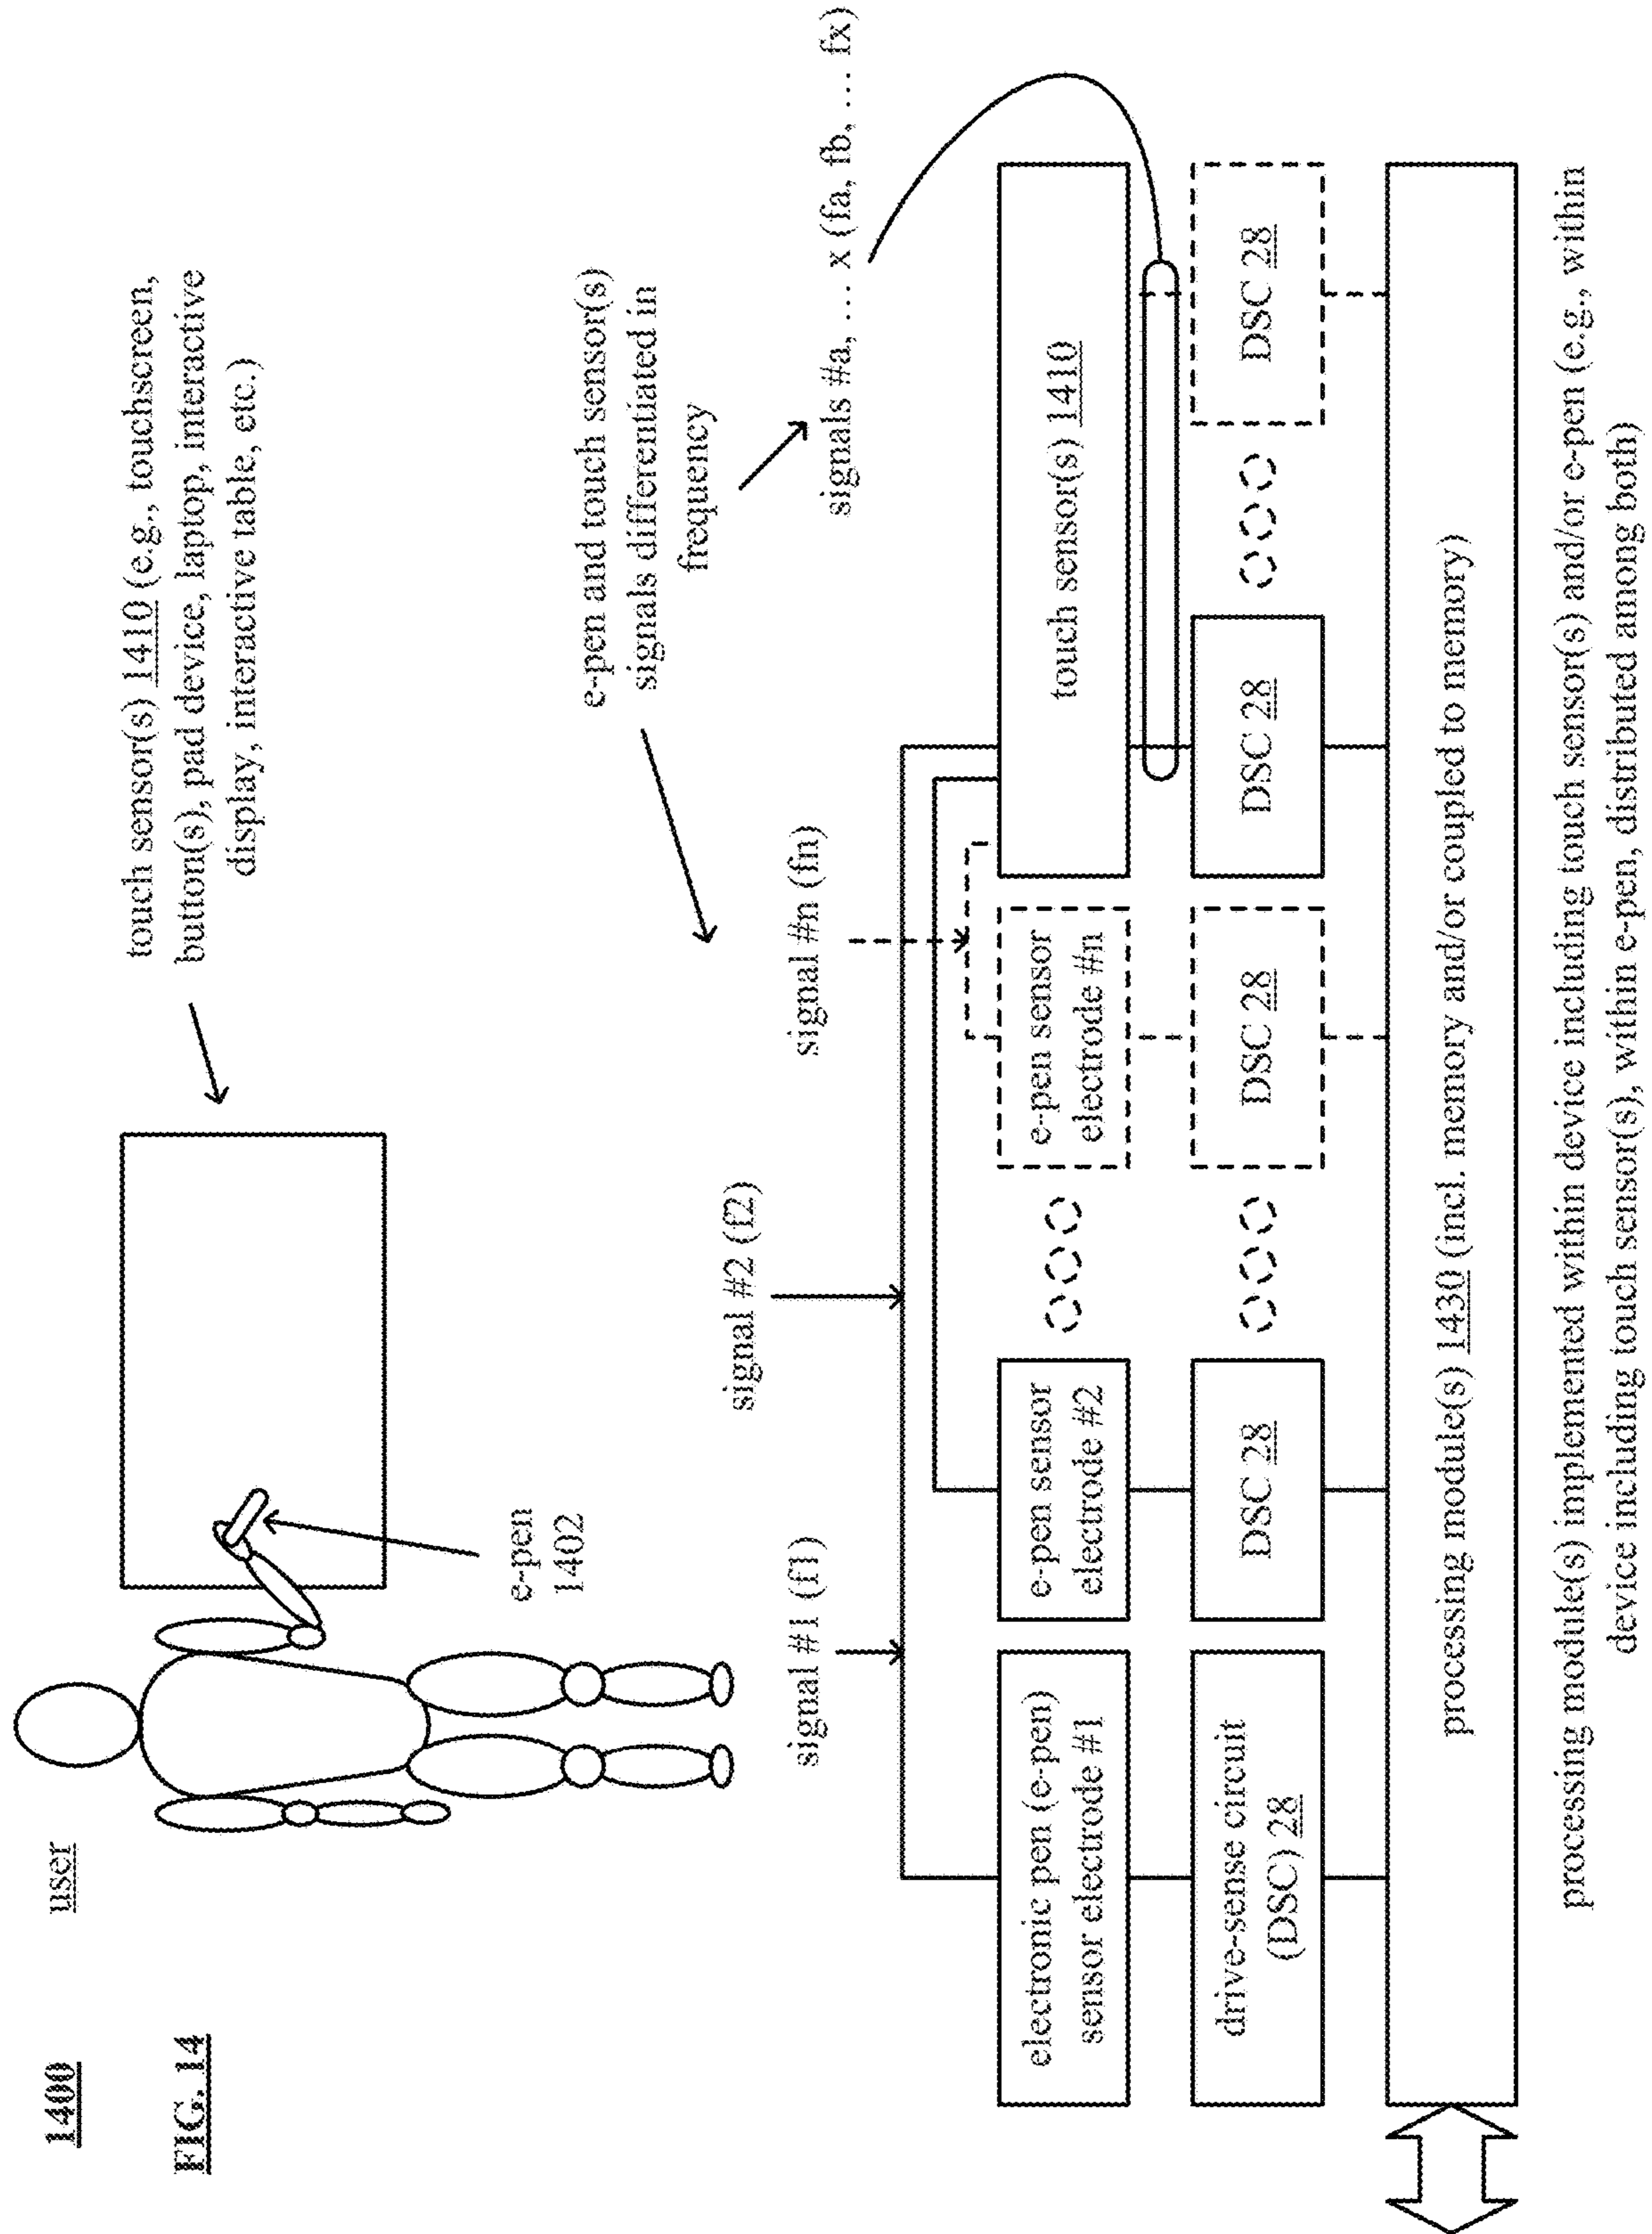 1400
FIG. 14
user
touch sensor(s) 1410 (e.g., touchscreen,
button(s), pad device, laptop, interactive
display, interactive table, etc.)
e-pen
1402
e-pen and touch sensor(s)
signals differentiated in
frequency
signal #1 (f1)
signal #2 (f2)
signal #n (fn)
signals #a, … x (fa, fb, … fx)
electronic pen (e-pen)
sensor electrode #1
e-pen sensor
electrode #2
e-pen sensor
electrode #n
touch sensor(s) 1410
drive-sense circuit
(DSC) 28
DSC 28
DSC 28
DSC 28
DSC 28
processing module(s) 1430 (incl. memory and/or coupled to memory)
processing module(s) implemented within device including touch sensor(s) and/or e-pen (e.g., within
device including touch sensor(s), within e-pen, distributed among both)